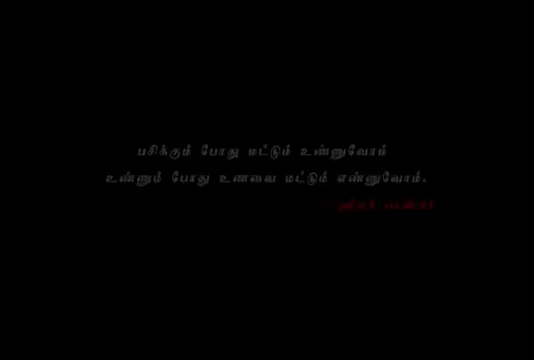 பசிக்கும் போது மட்டும் உண்ணுவோம்
உண்ணும் போது உணவை மட்டும் எண்ணுவோம்.